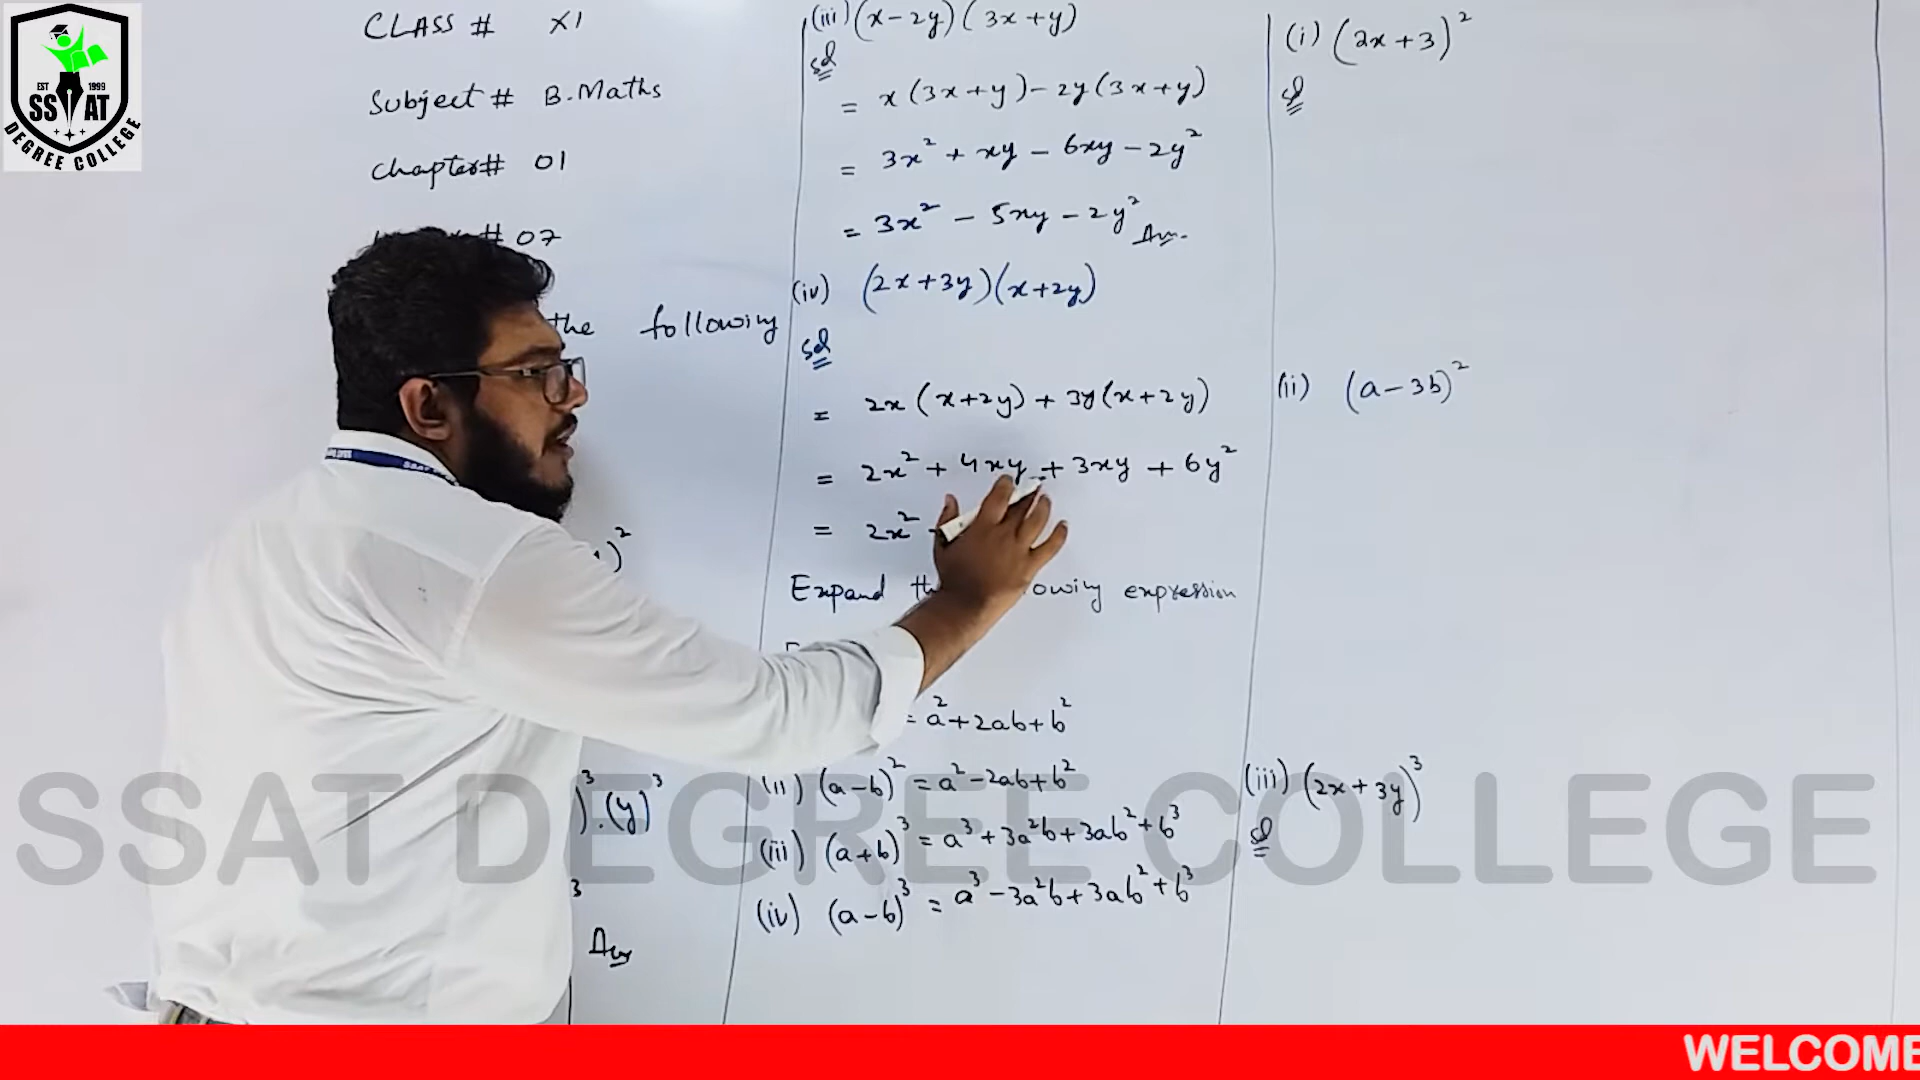 EST 1999
SSAT
DEGREE COLLEGE
CLASS # XI
Subject # B.Maths
Chapter# 01
# 07
the following
)²
)³.(y)³
3
Ans
(iii) (x-2y)(3x+y)
Sol
= x(3x+y)-2y(3x+y)
= 3x² + xy - 6xy - 2y²
= 3x² - 5xy - 2y² Ans.
(iv) (2x+3y)(x+2y)
Sol
= 2x(x+2y)+3y(x+2y)
= 2x² + 4xy + 3xy + 6y²
= 2x²
Expand expression
= a²+2ab+b²
(ii) (a-b)² = a²-2ab+b²
(iii) (a+b)³ = a³+3a²b+3ab²+b³
(iv) (a-b)³ = a³-3a²b+3ab²+b³
(i) (2x+3)²
Sol
(ii) (a-3b)²
(iii) (2x+3y)³
Sol
SSAT DEGREE COLLEGE
WELCOME